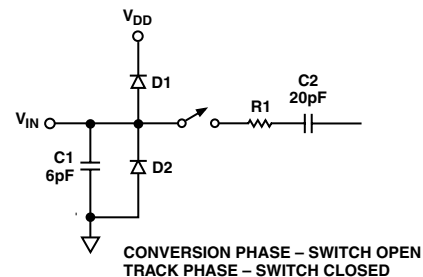 VDD
D1
C2
20pF
R1
VIN
C1
6pF
D2
CONVERSION PHASE – SWITCH OPEN
TRACK PHASE – SWITCH CLOSED